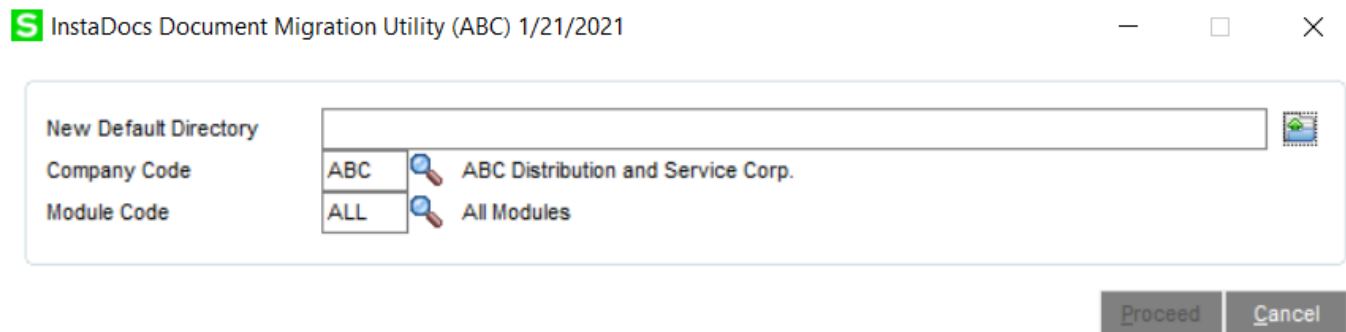 S InstaDocs Document Migration Utility (ABC) 1/21/2021
New Default Directory
Company Code ABC ABC Distribution and Service Corp.
Module Code ALL All Modules
Proceed Cancel